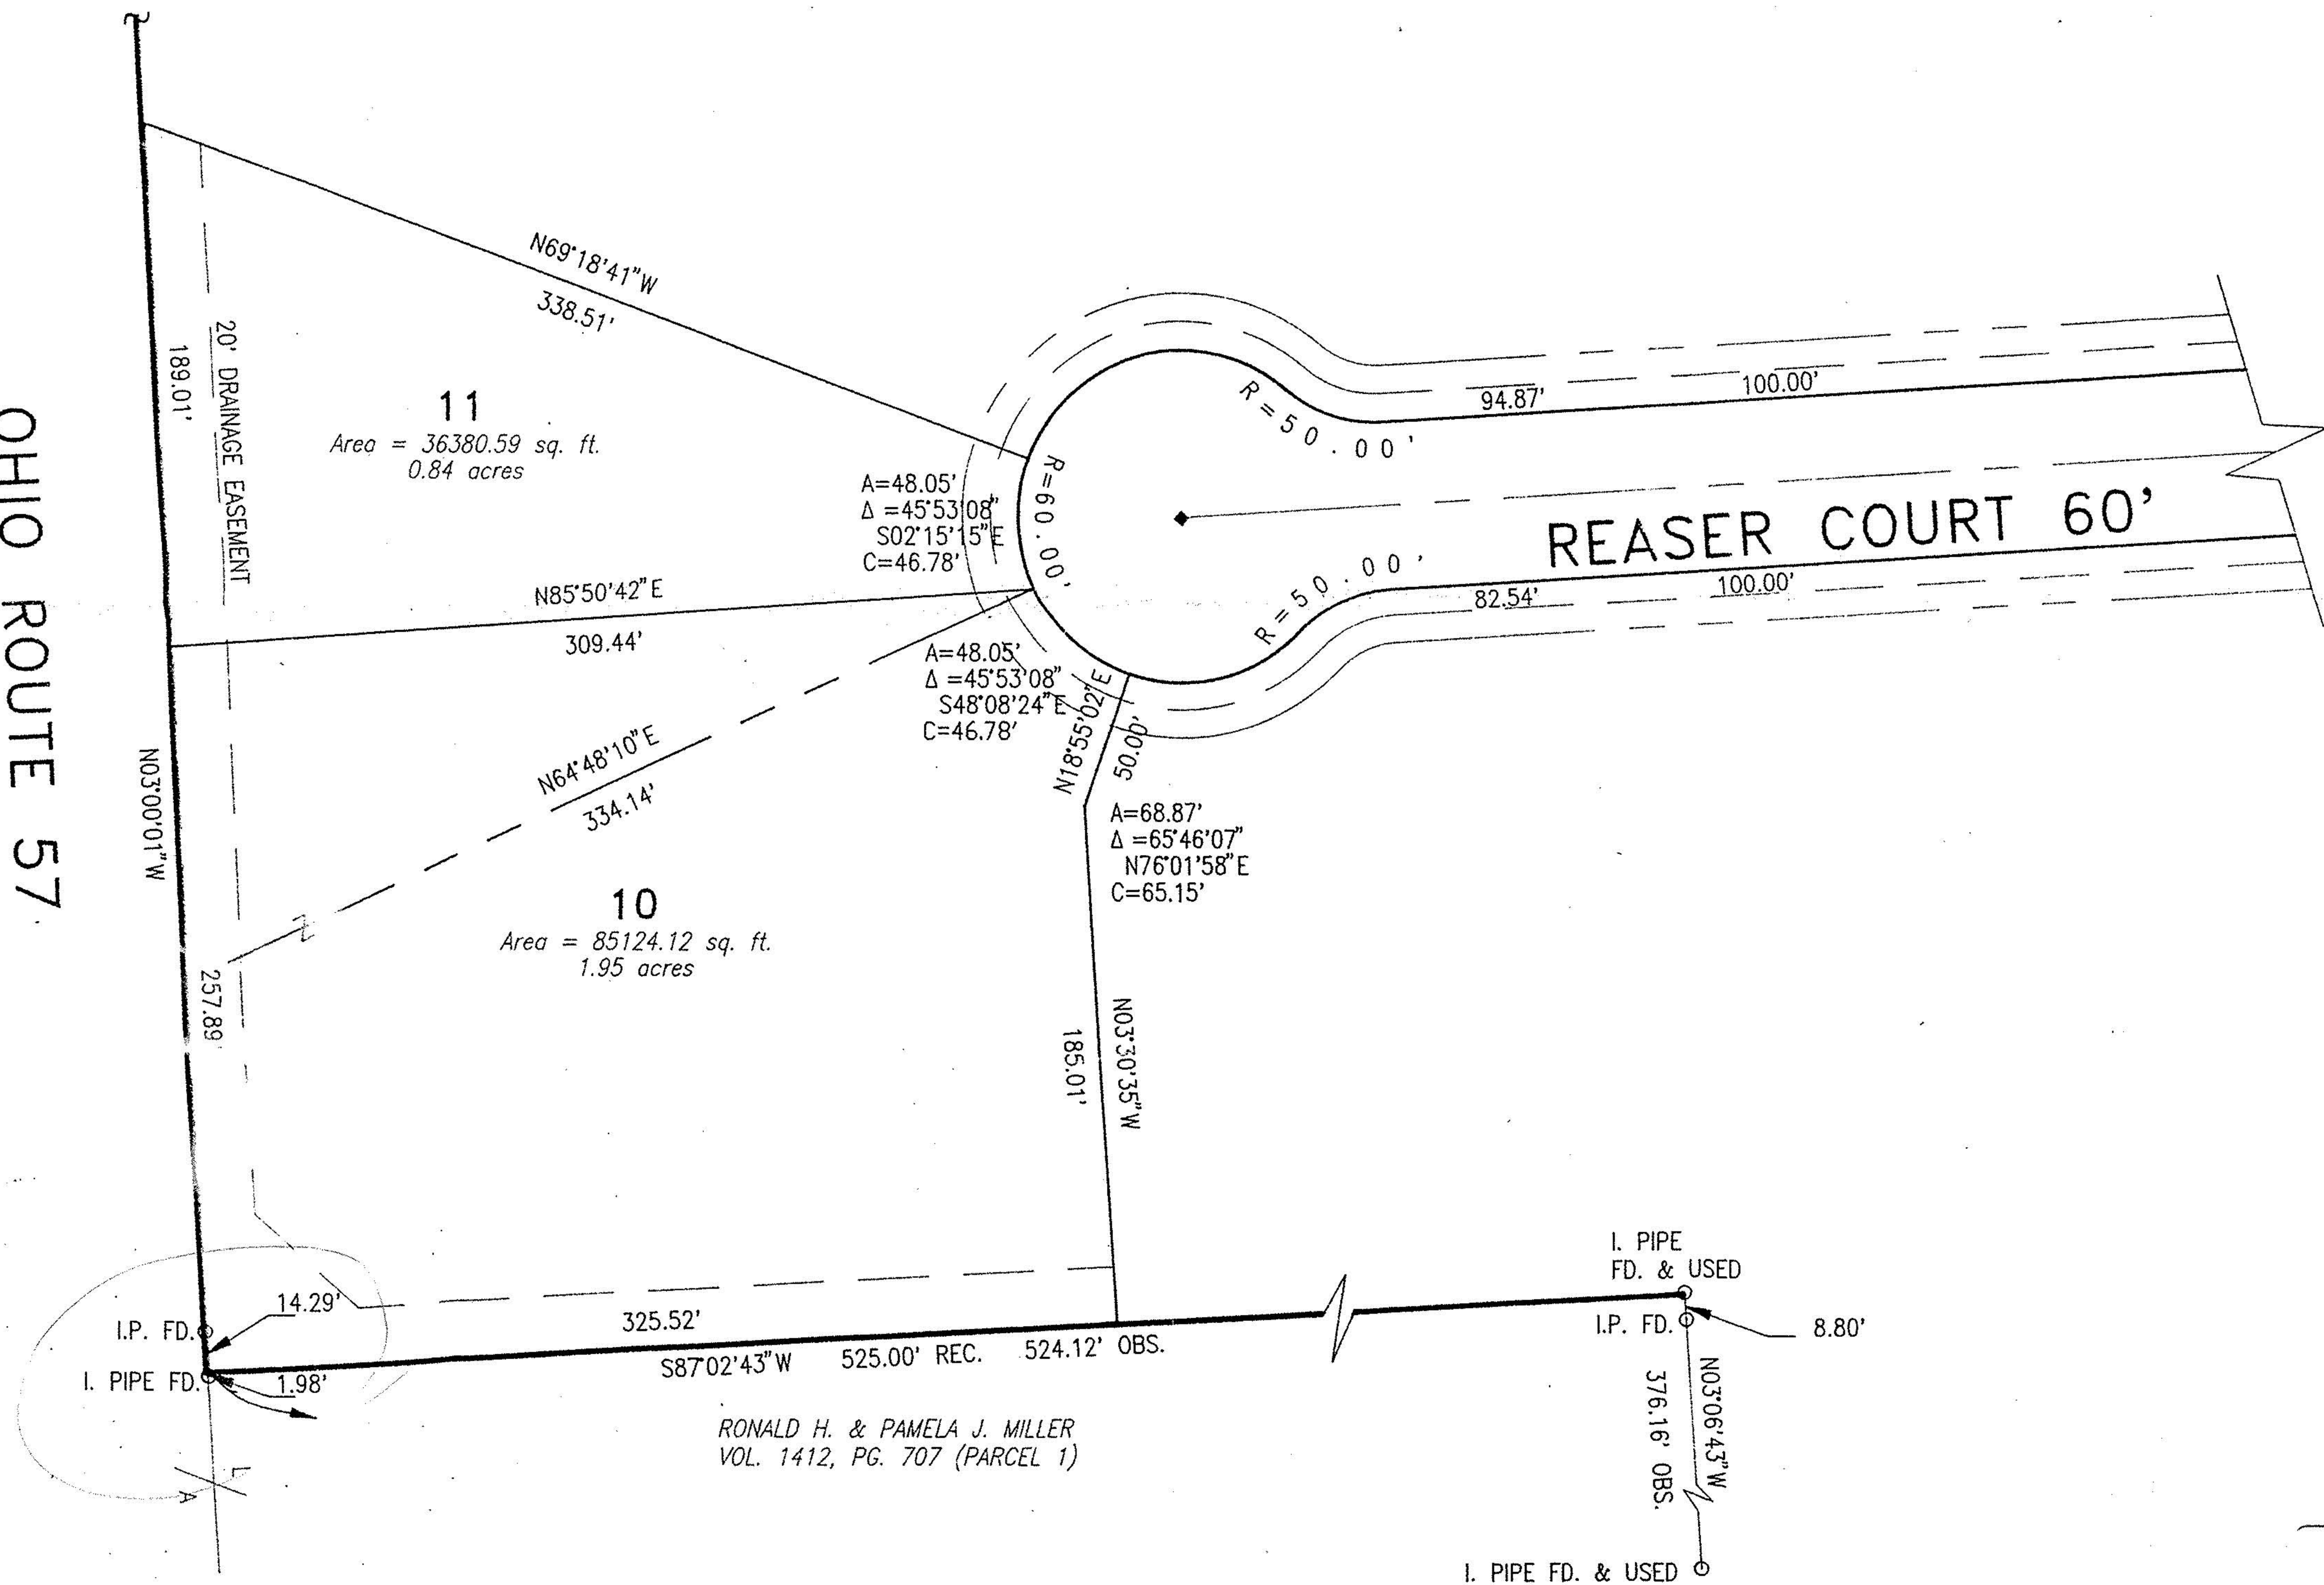 OHIO ROUTE 57
189.01'
20' DRAINAGE EASEMENT
N69°18'41"W
338.51'
11
Area = 36380.59 sq. ft.
0.84 acres
A=48.05'
Δ =45°53'08"
S02°15'15"E
C=46.78'
R=60.00'
R=50.00'
94.87'
100.00'
REASER COURT 60'
R=50.00'
82.54'
100.00'
N85°50'42"E
309.44'
A=48.05'
Δ =45°53'08"
S48°08'24"E
C=46.78'
N18°55'02"E
50.00'
N64°48'10"E
334.14'
N03°00'01"W
257.89'
10
Area = 85124.12 sq. ft.
1.95 acres
A=68.87'
Δ =65°46'07"
N76°01'58"E
C=65.15'
N03°30'35"W
185.01'
I. PIPE
FD. & USED
I.P. FD.
8.80'
14.29'
I.P. FD.
I. PIPE FD.
1.98'
325.52'
S87°02'43"W 525.00' REC. 524.12' OBS.
N03°06'43"W
376.16' OBS.
RONALD H. & PAMELA J. MILLER
VOL. 1412, PG. 707 (PARCEL 1)
L
A
I. PIPE FD. & USED